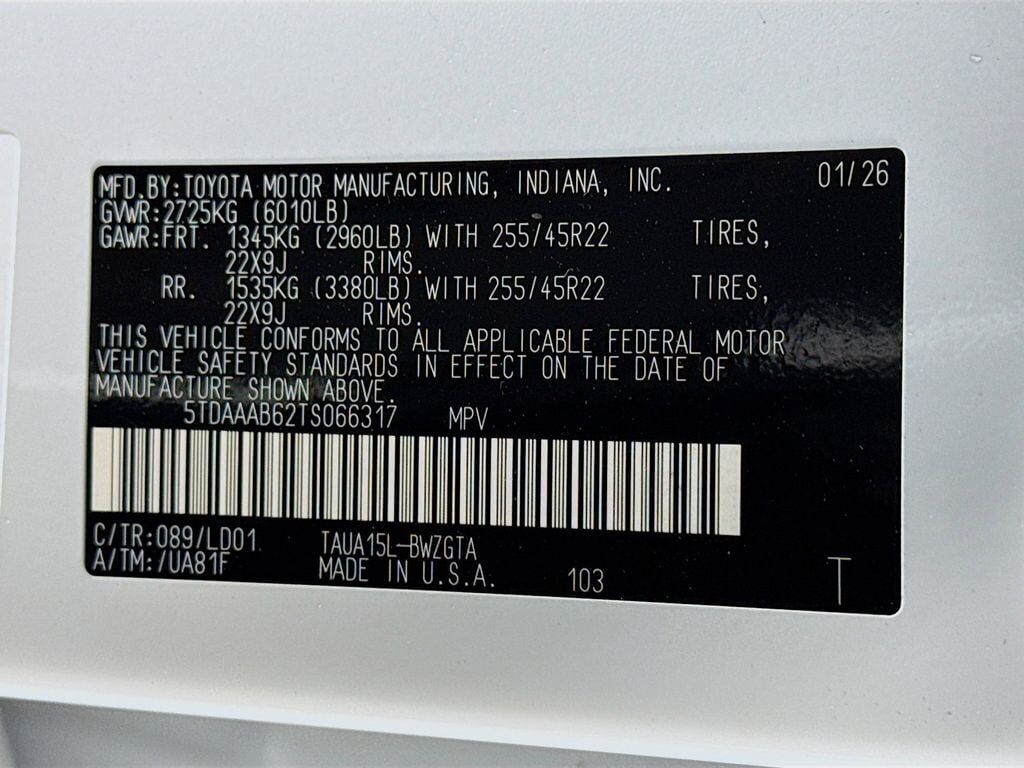 MFD.BY:TOYOTA MOTOR MANUFACTURING, INDIANA, INC. 01/26
GVWR:2725KG (6010LB)
GAWR:FRT. 1345KG (2960LB) WITH 255/45R22 TIRES,
22X9J RIMS.
RR. 1535KG (3380LB) WITH 255/45R22 TIRES,
22X9J RIMS.
THIS VEHICLE CONFORMS TO ALL APPLICABLE FEDERAL MOTOR
VEHICLE SAFETY STANDARDS IN EFFECT ON THE DATE OF
MANUFACTURE SHOWN ABOVE.
5TDAAAB62TS066317 MPV
C/TR:089/LD01 TAUA15L-BWZGTA
A/TM:/UA81F MADE IN U.S.A. 103 T